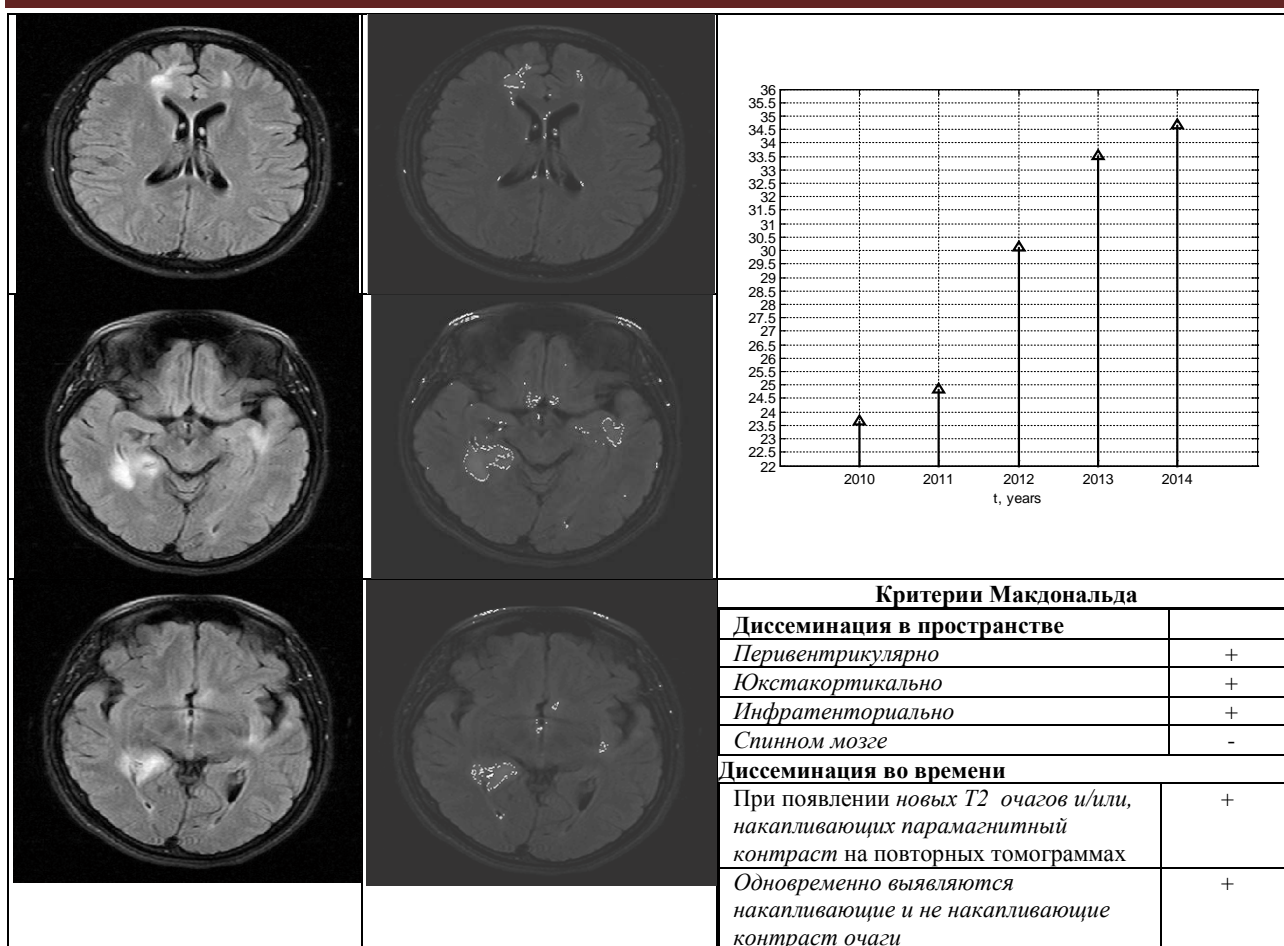 36
35.5
35
34.5
34
33.5
33
32.5
32
31.5
31
30.5
30
29.5
29
28.5
28
27.5
27
26.5
26
25.5
25
24.5
24
23.5
23
22.5
22
2010 2011 2012 2013 2014
t, years
Критерии Макдональда
Диссеминация в пространстве
Перивентрикулярно +
Юкстакортикально +
Инфратенториально +
Спинном мозге -
Диссеминация во времени
При появлении новых Т2 очагов и/или, +
накапливающих парамагнитный
контраст на повторных томограммах
Одновременно выявляются +
накапливающие и не накапливающие
контраст очаги